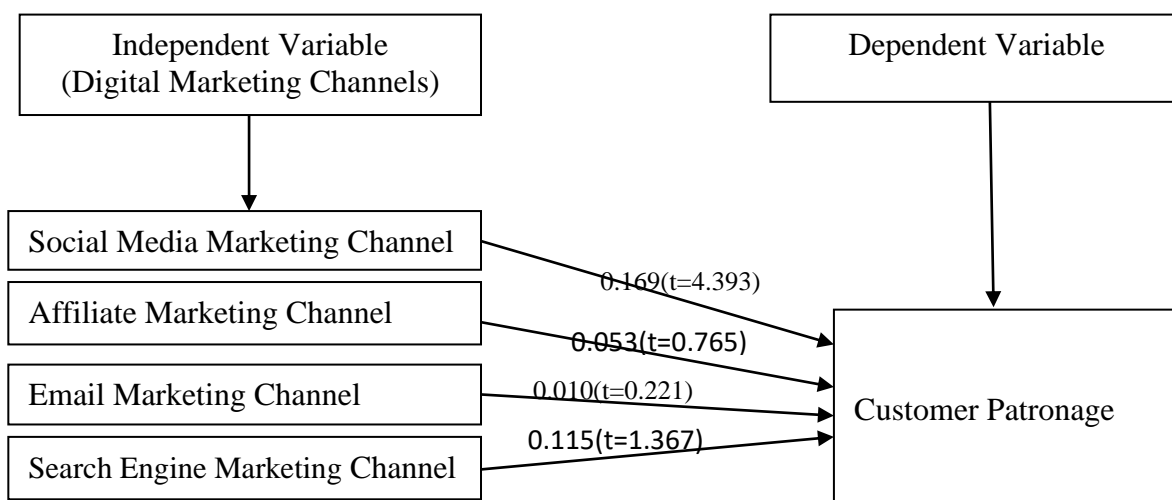 Independent Variable
(Digital Marketing Channels)
Dependent Variable
Social Media Marketing Channel
0.169(t=4.393)
Affiliate Marketing Channel
0.053(t=0.765)
Email Marketing Channel
0.010(t=0.221)
Customer Patronage
0.115(t=1.367)
Search Engine Marketing Channel